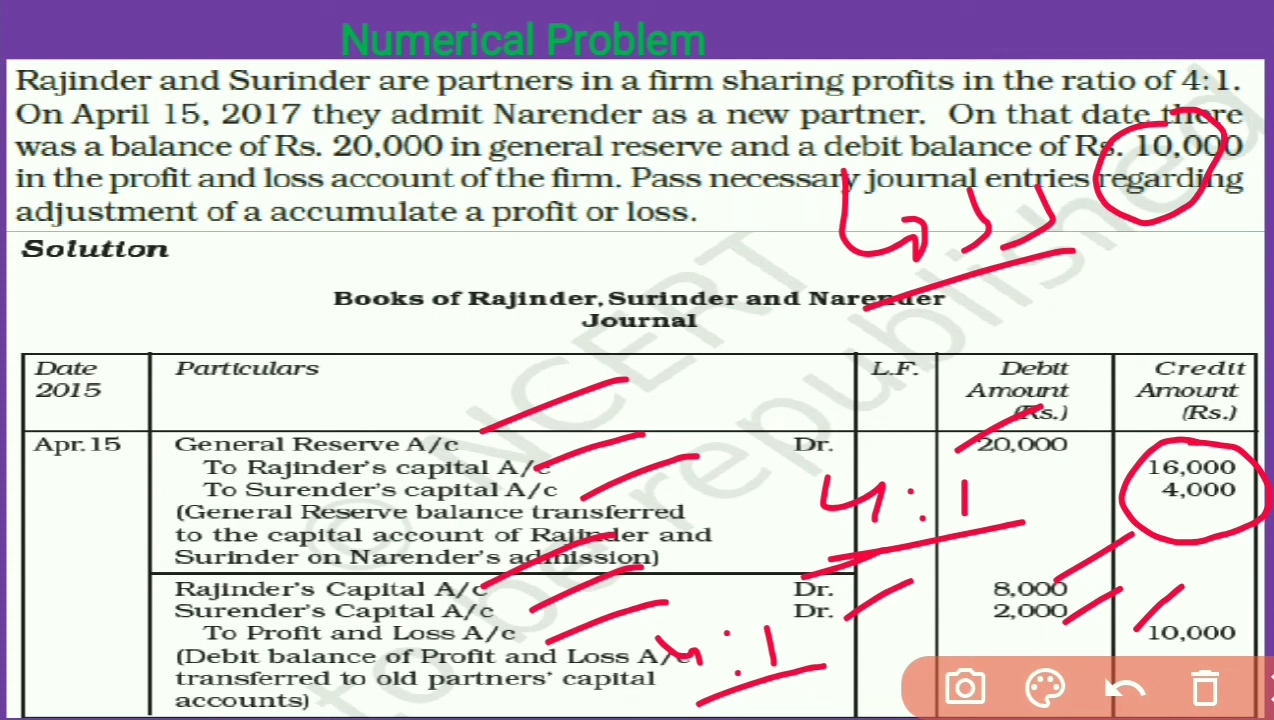 Numerical Problem
Rajinder and Surinder are partners in a firm sharing profits in the ratio of 4:1.
On April 15, 2017 they admit Narender as a new partner. On that date there
was a balance of Rs. 20,000 in general reserve and a debit balance of Rs. 10,000
in the profit and loss account of the firm. Pass necessary journal entries regarding
adjustment of a accumulate a profit or loss.
Solution
Books of Rajinder, Surinder and Narender
Journal
Date Particulars L.F. Debit Credit
2015 Amount Amount
(Rs.) (Rs.)
Apr. 15 General Reserve A/c Dr. 20,000
To Rajinder's capital A/c 16,000
To Surender's capital A/c 4,000
(General Reserve balance transferred
to the capital account of Rajinder and
Surinder on Narender's admission)
4:1
Rajinder's Capital A/c Dr. 8,000
Surender's Capital A/c Dr. 2,000
To Profit and Loss A/c 10,000
(Debit balance of Profit and Loss A/c
transferred to old partners' capital
accounts)
4:1
© NCERT
to be republished